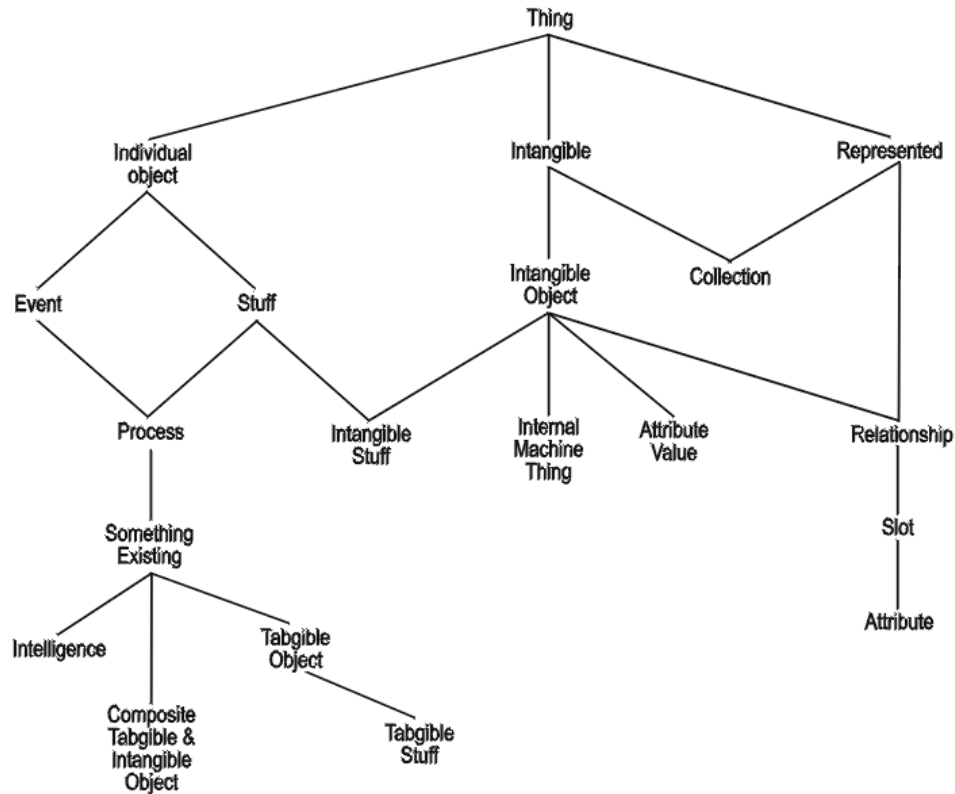 Thing
Individual
object
Intangible
Represented
Intangible
Object
Collection
Event
Stuff
Process
Intangible
Stuff
Internal
Machine
Thing
Attribute
Value
Relationship
Something
Existing
Slot
Intelligence
Tabgible
Object
Attribute
Composite
Tabgible &
Intangible
Object
Tabgible
Stuff